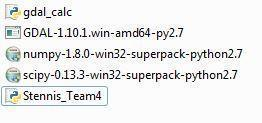 gdal_calc
GDAL-1.10.1.win-amd64-py2.7
numpy-1.8.0-win32-superpack-python2.7
scipy-0.13.3-win32-superpack-python2.7
Stennis_Team4